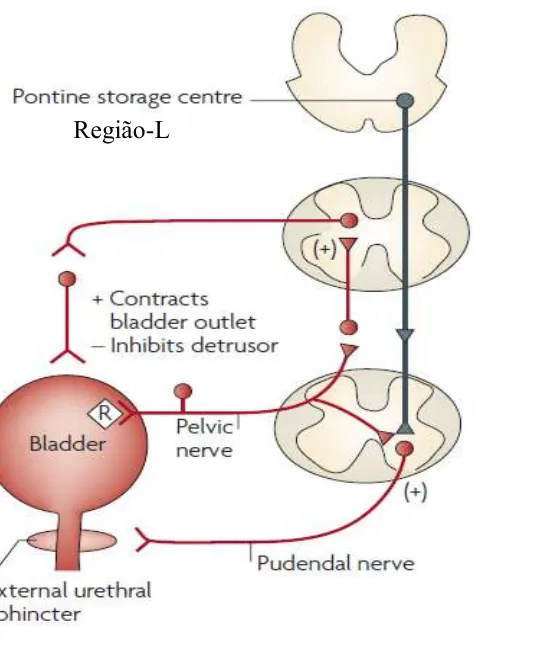 Pontine storage centre
Região-L
(+)
+ Contracts
bladder outlet
– Inhibits detrusor
R
Bladder
Pelvic
nerve
(+)
Pudendal nerve
xternal urethral
phincter